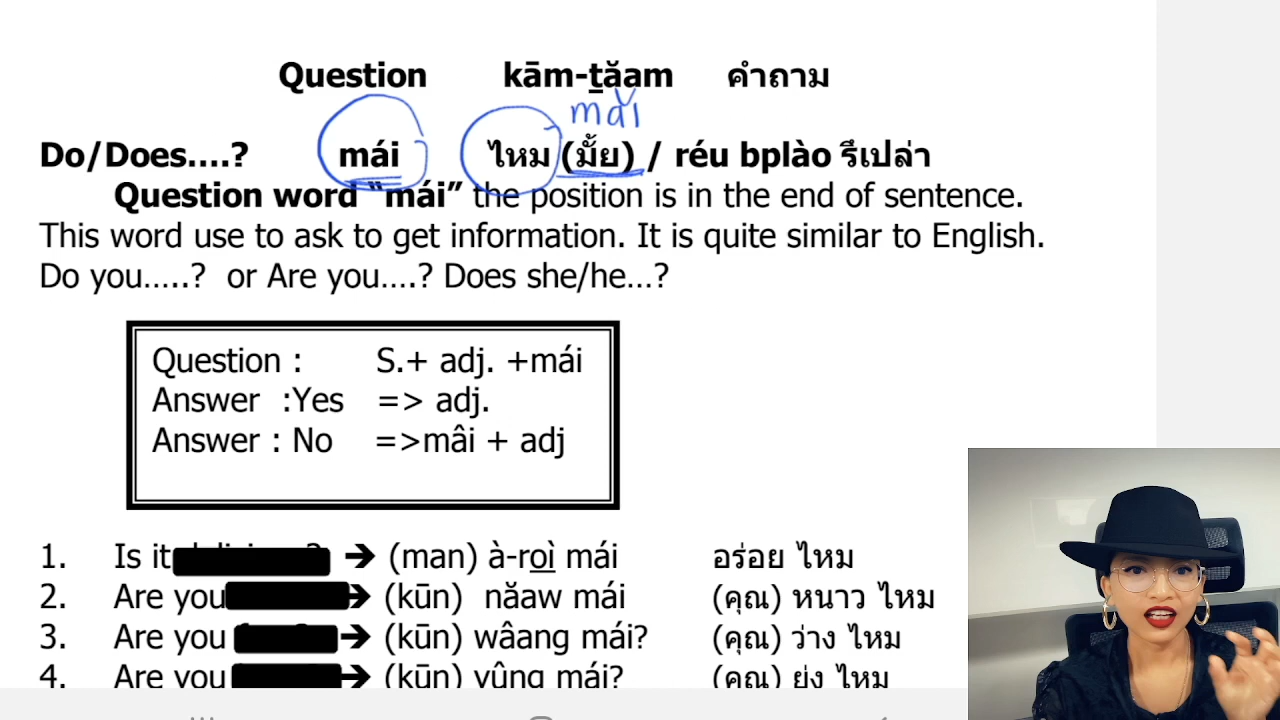 Question kām-tăam คำถาม
mǎi
Do/Does....? mái ไหม (มั้ย) / réu bplào รึเปล่า
Question word "mái" the position is in the end of sentence.
This word use to ask to get information. It is quite similar to English.
Do you.....? or Are you....? Does she/he...?
Question : S.+ adj. +mái
Answer :Yes => adj.
Answer : No =>mâi + adj
1. Is it ➔ (man) à-roì mái อร่อย ไหม
2. Are you ➔ (kūn) năaw mái (คุณ) หนาว ไหม
3. Are you ➔ (kūn) wâang mái? (คุณ) ว่าง ไหม
4. Are you ➔ (kūn) yûng mái? (คุณ) ยุ่ง ไหม